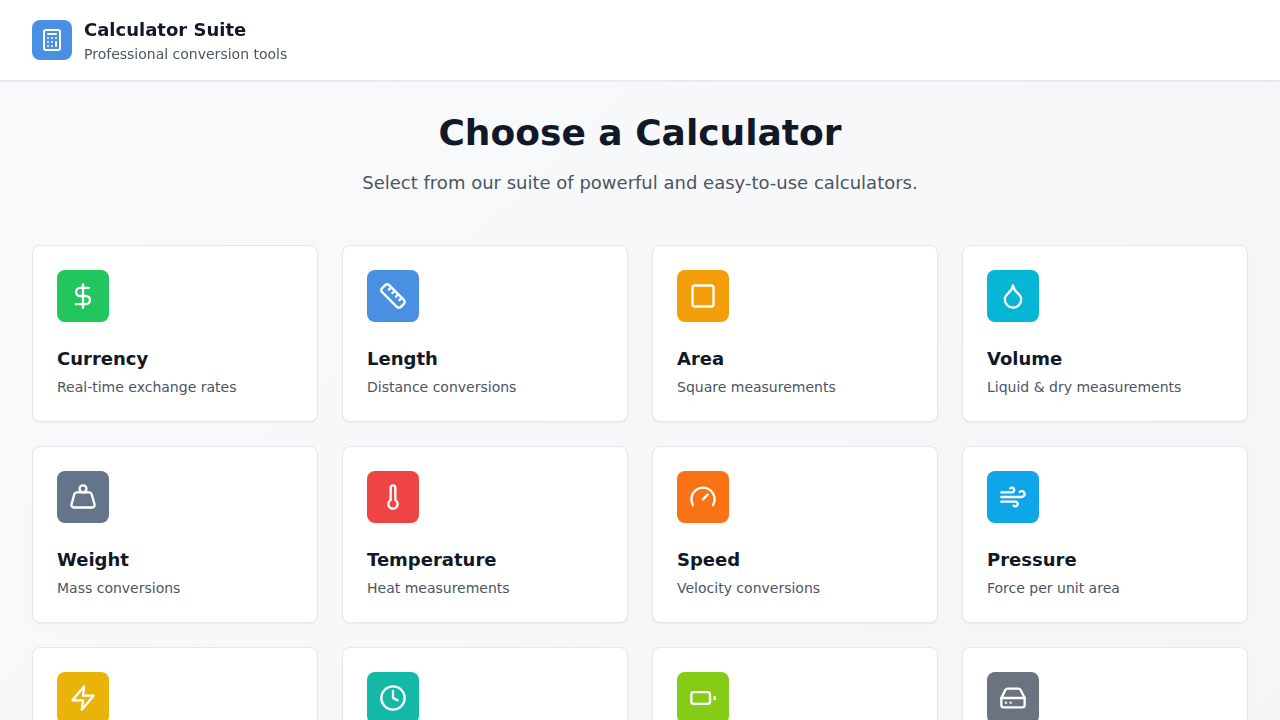 Calculator Suite
Professional conversion tools
Choose a Calculator
Select from our suite of powerful and easy-to-use calculators.
Currency
Real-time exchange rates
Length
Distance conversions
Area
Square measurements
Volume
Liquid & dry measurements
Weight
Mass conversions
Temperature
Heat measurements
Speed
Velocity conversions
Pressure
Force per unit area